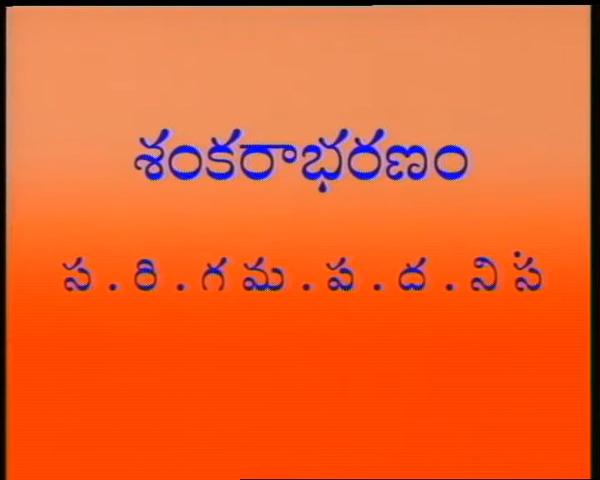 శంకరాభరణం
స . రి . గ మ . ప . ద . ని స̇